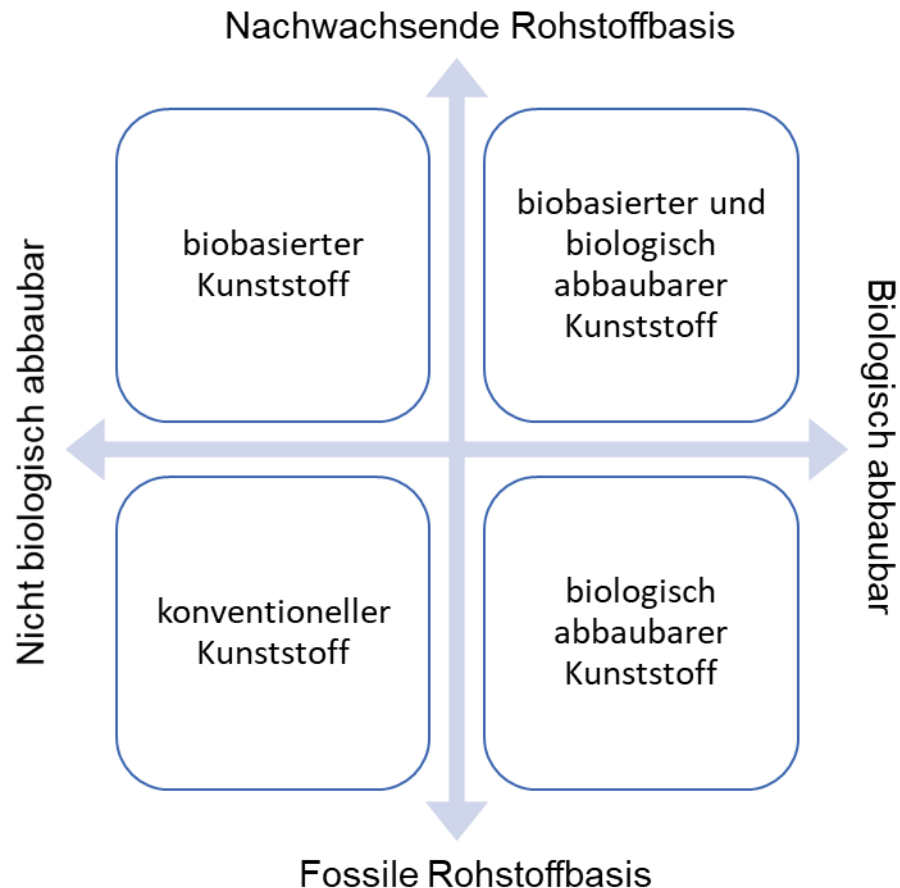 Nachwachsende Rohstoffbasis
biobasierter
Kunststoff
biobasierter und
biologisch
abbaubarer
Kunststoff
Nicht biologisch abbaubar
Biologisch abbaubar
konventioneller
Kunststoff
biologisch
abbaubarer
Kunststoff
Fossile Rohstoffbasis